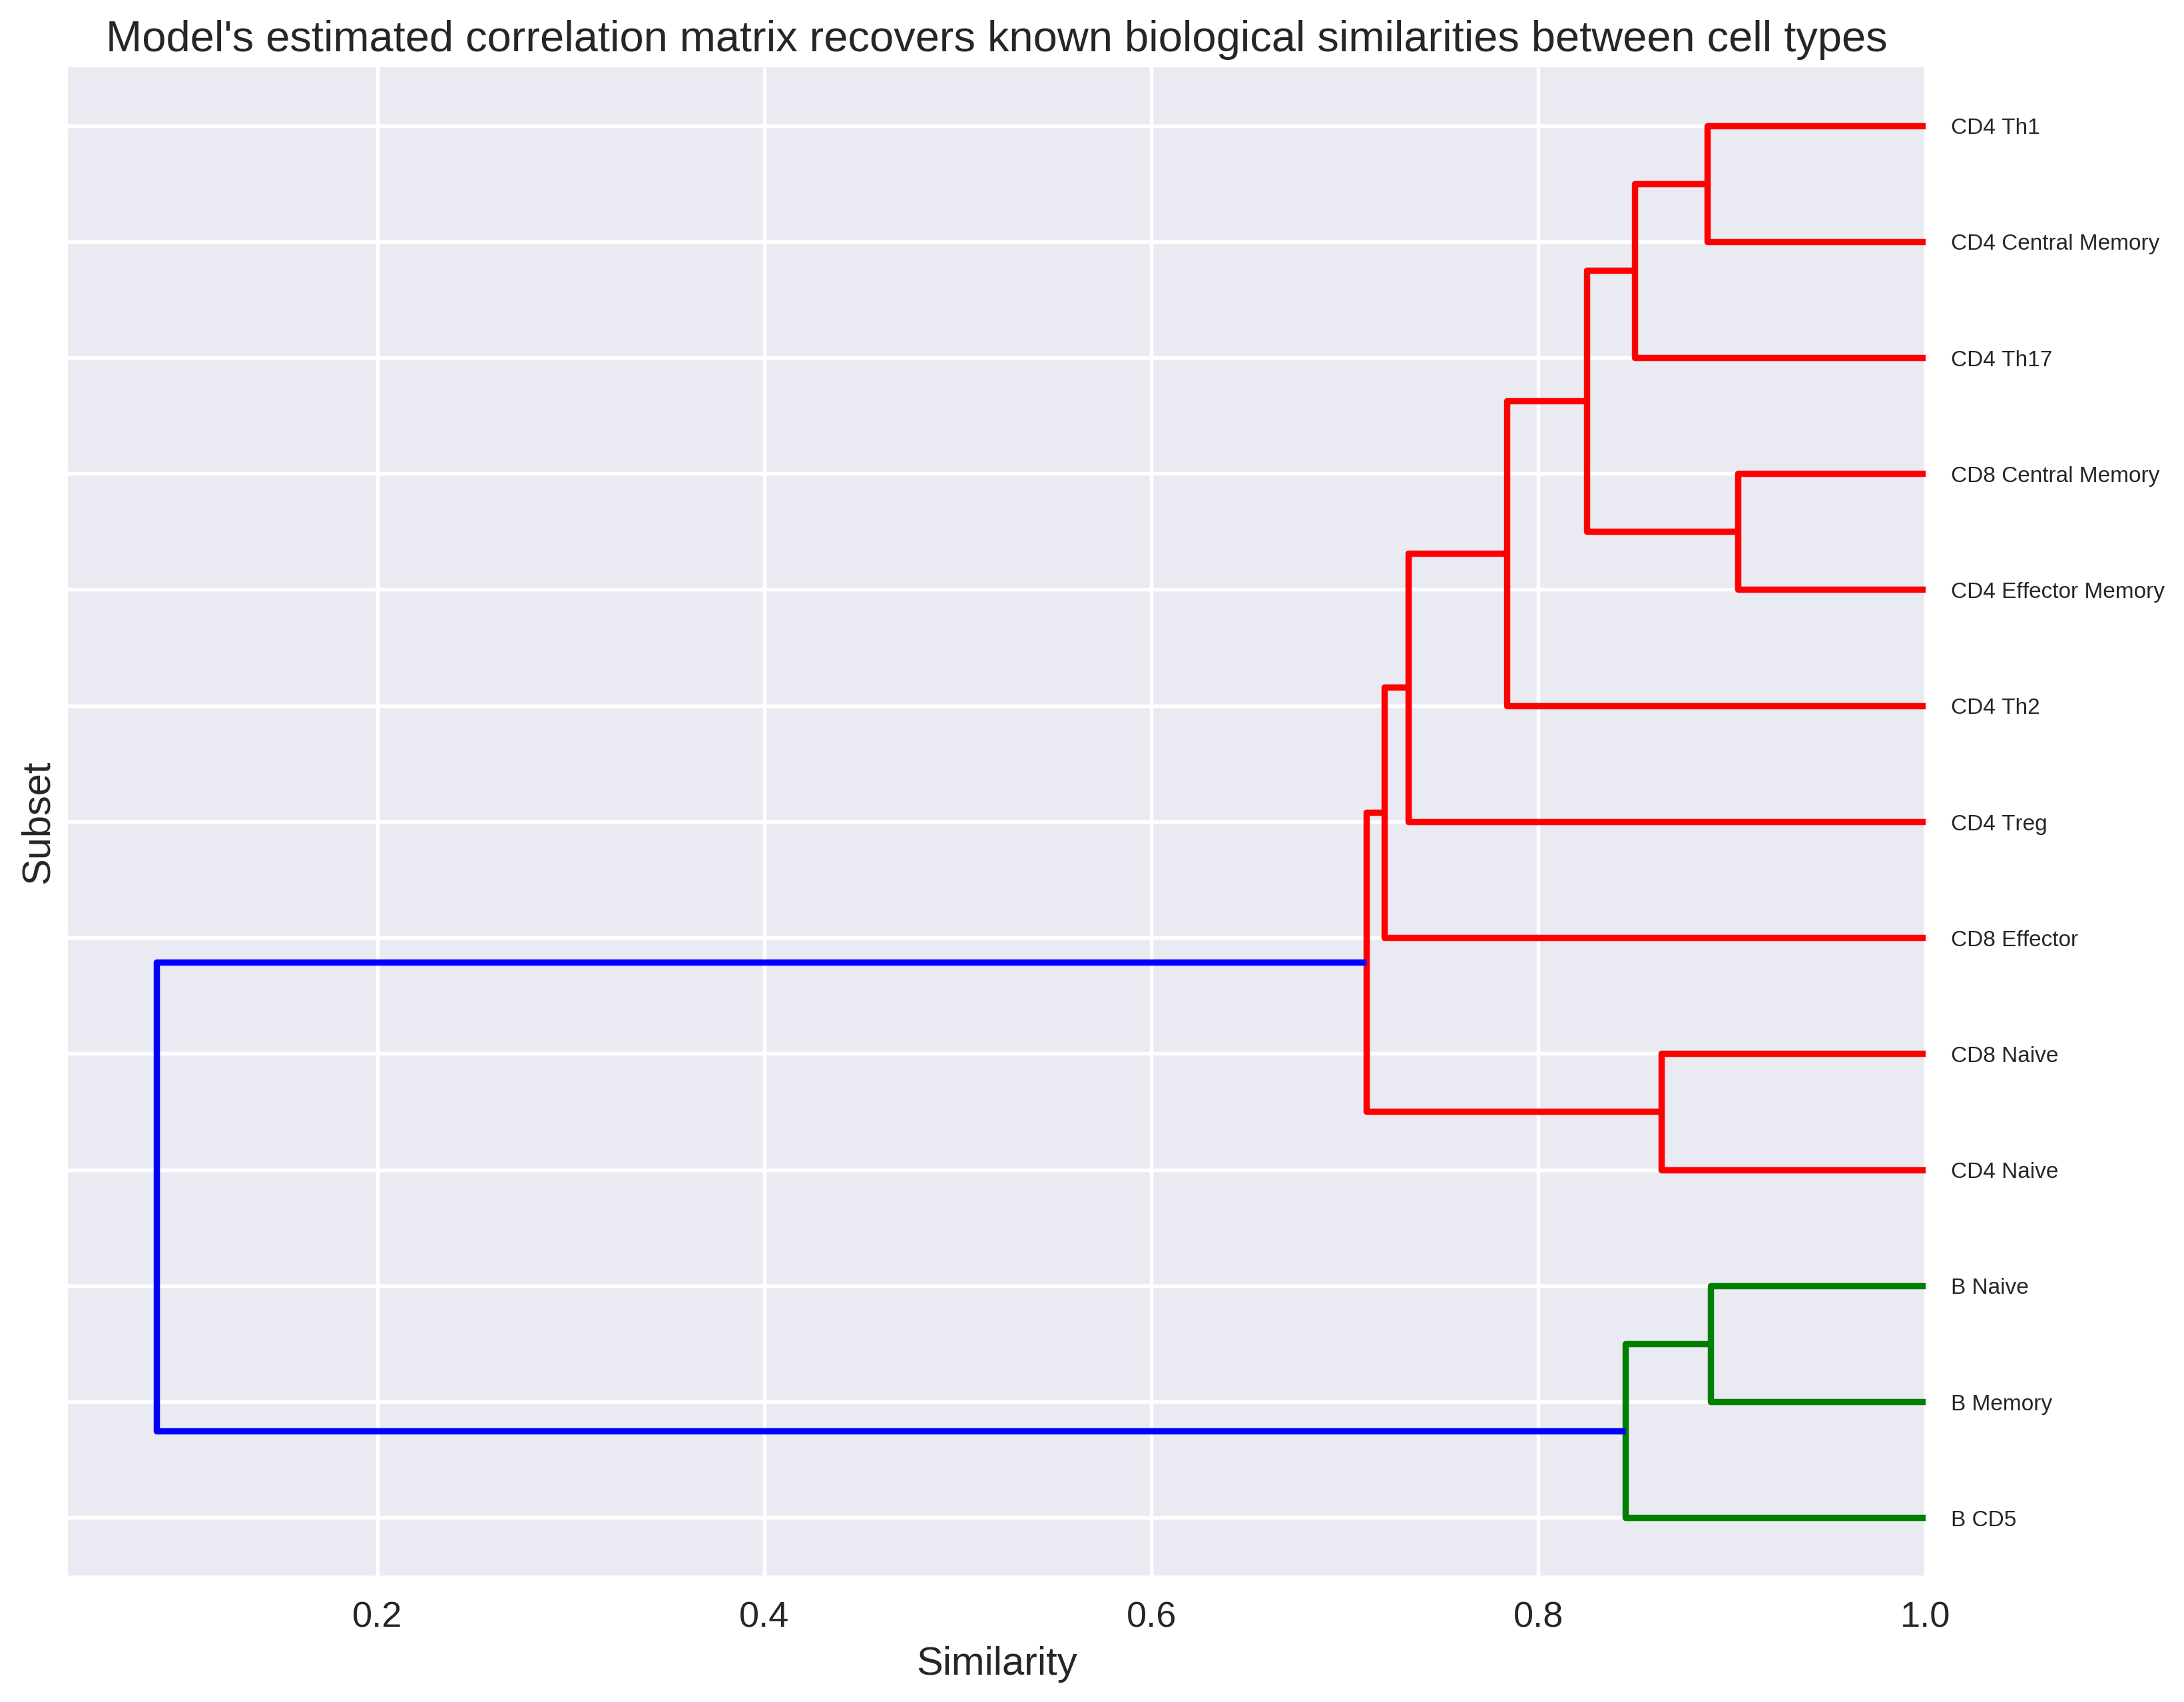 Model's estimated correlation matrix recovers known biological similarities between cell types
CD4 Th1
CD4 Central Memory
CD4 Th17
CD8 Central Memory
CD4 Effector Memory
CD4 Th2
CD4 Treg
CD8 Effector
CD8 Naive
CD4 Naive
B Naive
B Memory
B CD5
Subset
0.2 0.4 0.6 0.8 1.0
Similarity